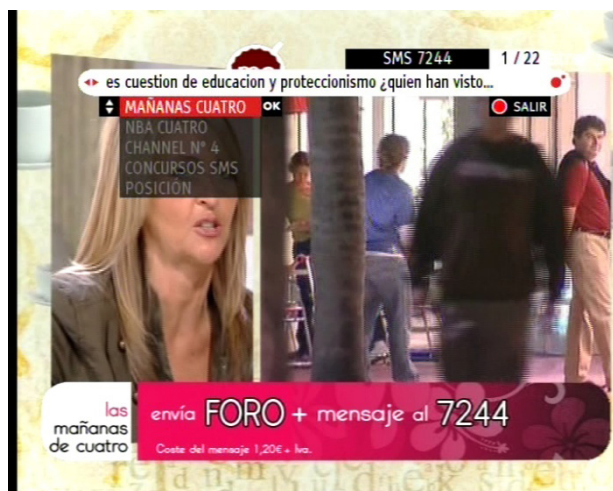 SMS 7244 1 / 22
es cuestion de educacion y proteccionismo ¿quien han visto...
MAÑANAS CUATRO OK SALIR
NBA CUATRO
CHANNEL Nº 4
CONCURSOS SMS
POSICIÓN
las
mañanas
de cuatro
envía FORO + mensaje al 7244
Coste del mensaje 1,20€ + Iva.